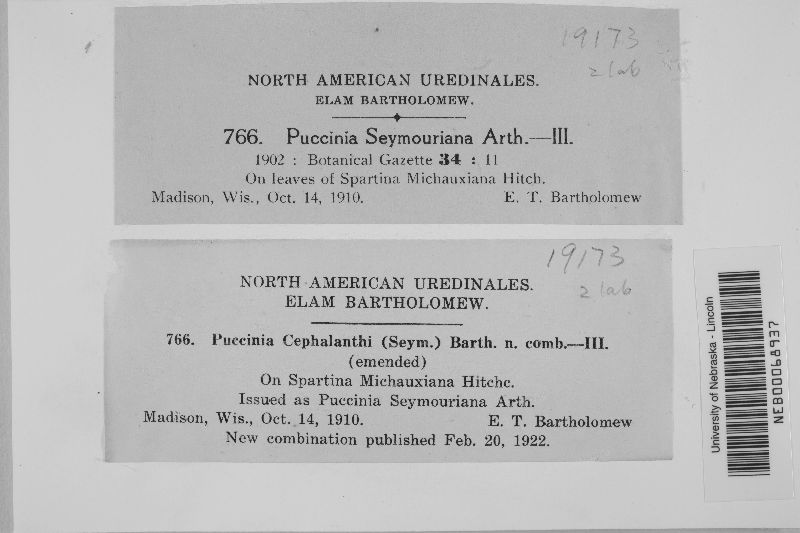 19173
2 lab
NORTH AMERICAN UREDINALES.
ELAM BARTHOLOMEW.
766. Puccinia Seymouriana Arth.—III.
1902 : Botanical Gazette 34 : 11
On leaves of Spartina Michauxiana Hitch.
Madison, Wis., Oct. 14, 1910. E. T. Bartholomew
19173
2 lab
NORTH AMERICAN UREDINALES.
ELAM BARTHOLOMEW.
766. Puccinia Cephalanthi (Seym.) Barth. n. comb.—III.
(emended)
On Spartina Michauxiana Hitchc.
Issued as Puccinia Seymouriana Arth.
Madison, Wis., Oct. 14, 1910. E. T. Bartholomew
New combination published Feb. 20, 1922.
University of Nebraska - Lincoln
NEB00068937